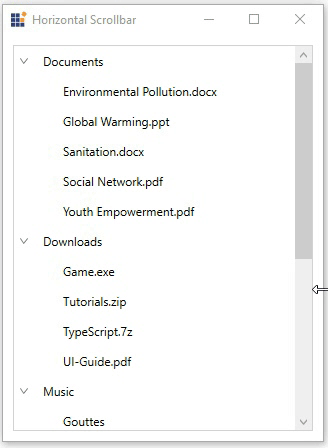 Horizontal Scrollbar
Documents
Environmental Pollution.docx
Global Warming.ppt
Sanitation.docx
Social Network.pdf
Youth Empowerment.pdf
Downloads
Game.exe
Tutorials.zip
TypeScript.7z
UI-Guide.pdf
Music
Gouttes